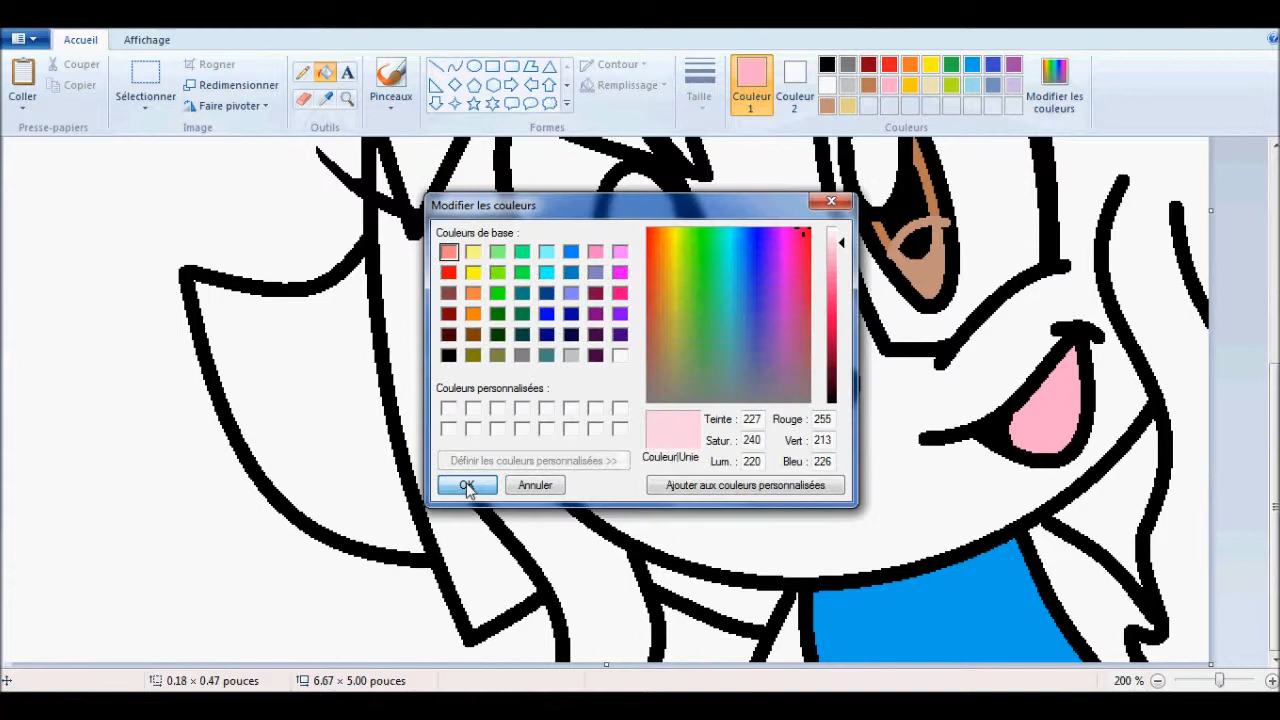 Accueil
Affichage
Coller
Couper
Copier
Presse-papiers
Sélectionner
Rogner
Redimensionner
Faire pivoter
Image
A
Outils
Pinceaux
Contour
Remplissage
Formes
Taille
Couleur 1
Couleur 2
Modifier les couleurs
Couleurs
Modifier les couleurs
Couleurs de base :
Couleurs personnalisées :
Définir les couleurs personnalisées >>
OK
Annuler
Couleur|Unie
Teinte : 227
Satur. : 240
Lum. : 220
Rouge : 255
Vert : 213
Bleu : 226
Ajouter aux couleurs personnalisées
0.18 × 0.47 pouces
6.67 × 5.00 pouces
200 %